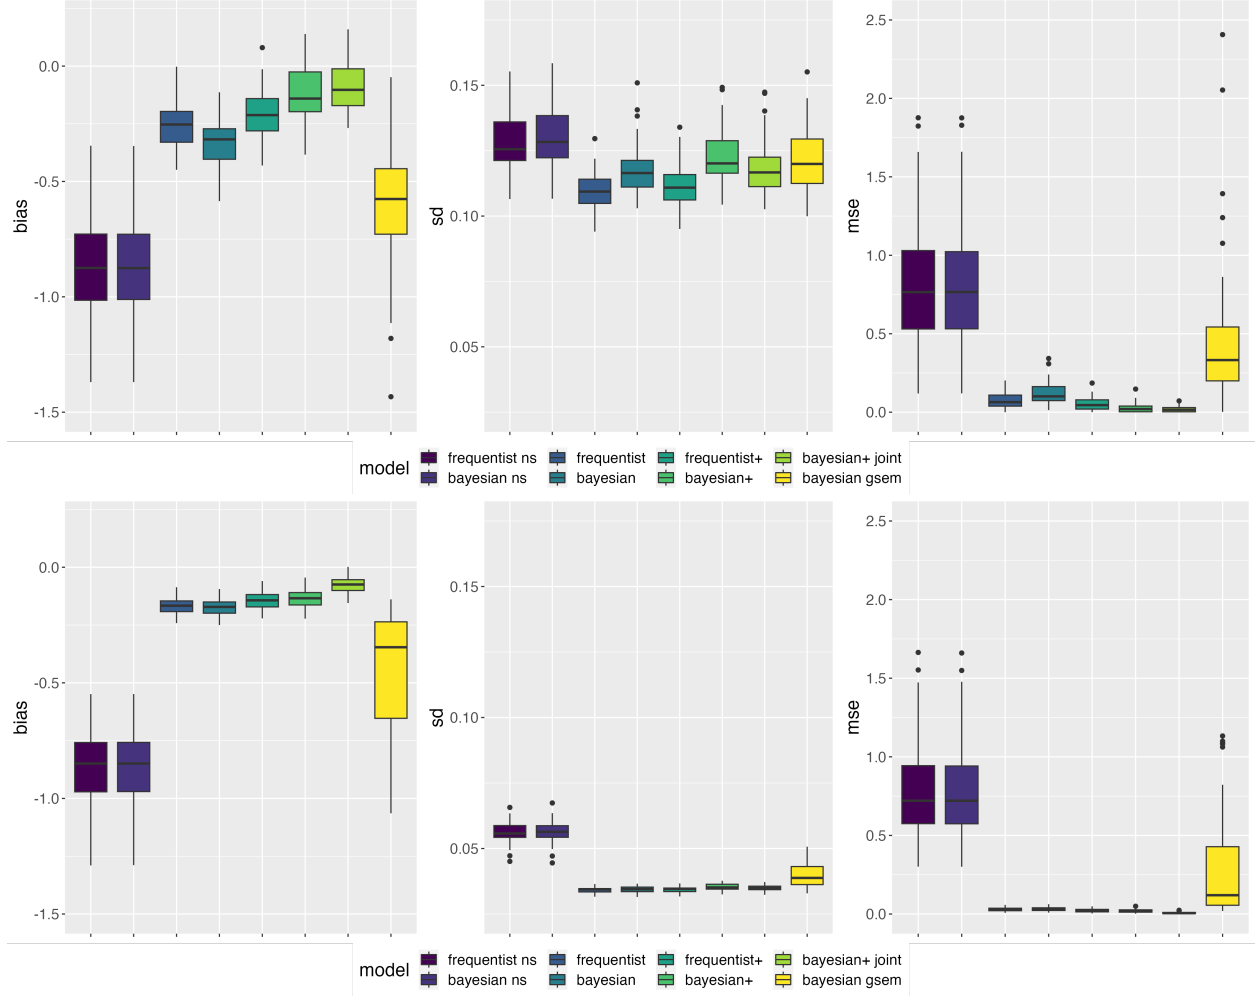 0.0
-0.5
-1.0
-1.5
bias
0.15
0.10
0.05
sd
2.5
2.0
1.5
1.0
0.5
0.0
mse
model
frequentist ns
frequentist
frequentist+
bayesian+ joint
bayesian ns
bayesian
bayesian+
bayesian gsem
0.0
-0.5
-1.0
-1.5
bias
0.15
0.10
0.05
sd
2.5
2.0
1.5
1.0
0.5
0.0
mse
model
frequentist ns
frequentist
frequentist+
bayesian+ joint
bayesian ns
bayesian
bayesian+
bayesian gsem